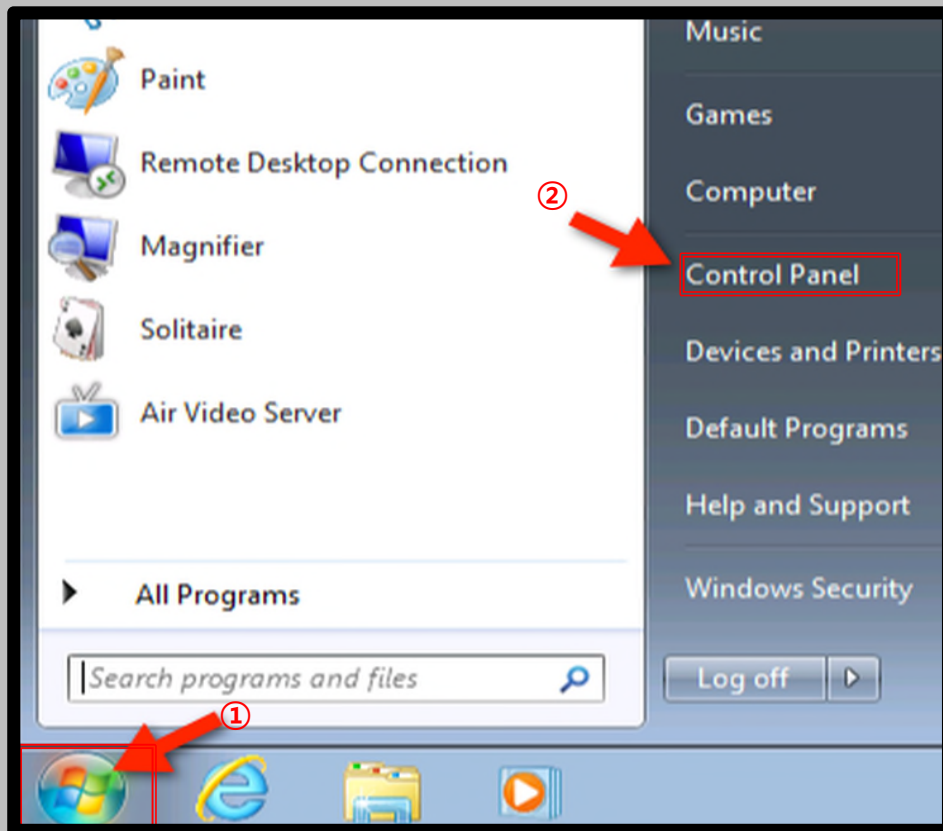 Paint
Remote Desktop Connection
Magnifier
Solitaire
Air Video Server
All Programs
Search programs and files
①
Music
Games
Computer
②
Control Panel
Devices and Printers
Default Programs
Help and Support
Windows Security
Log off